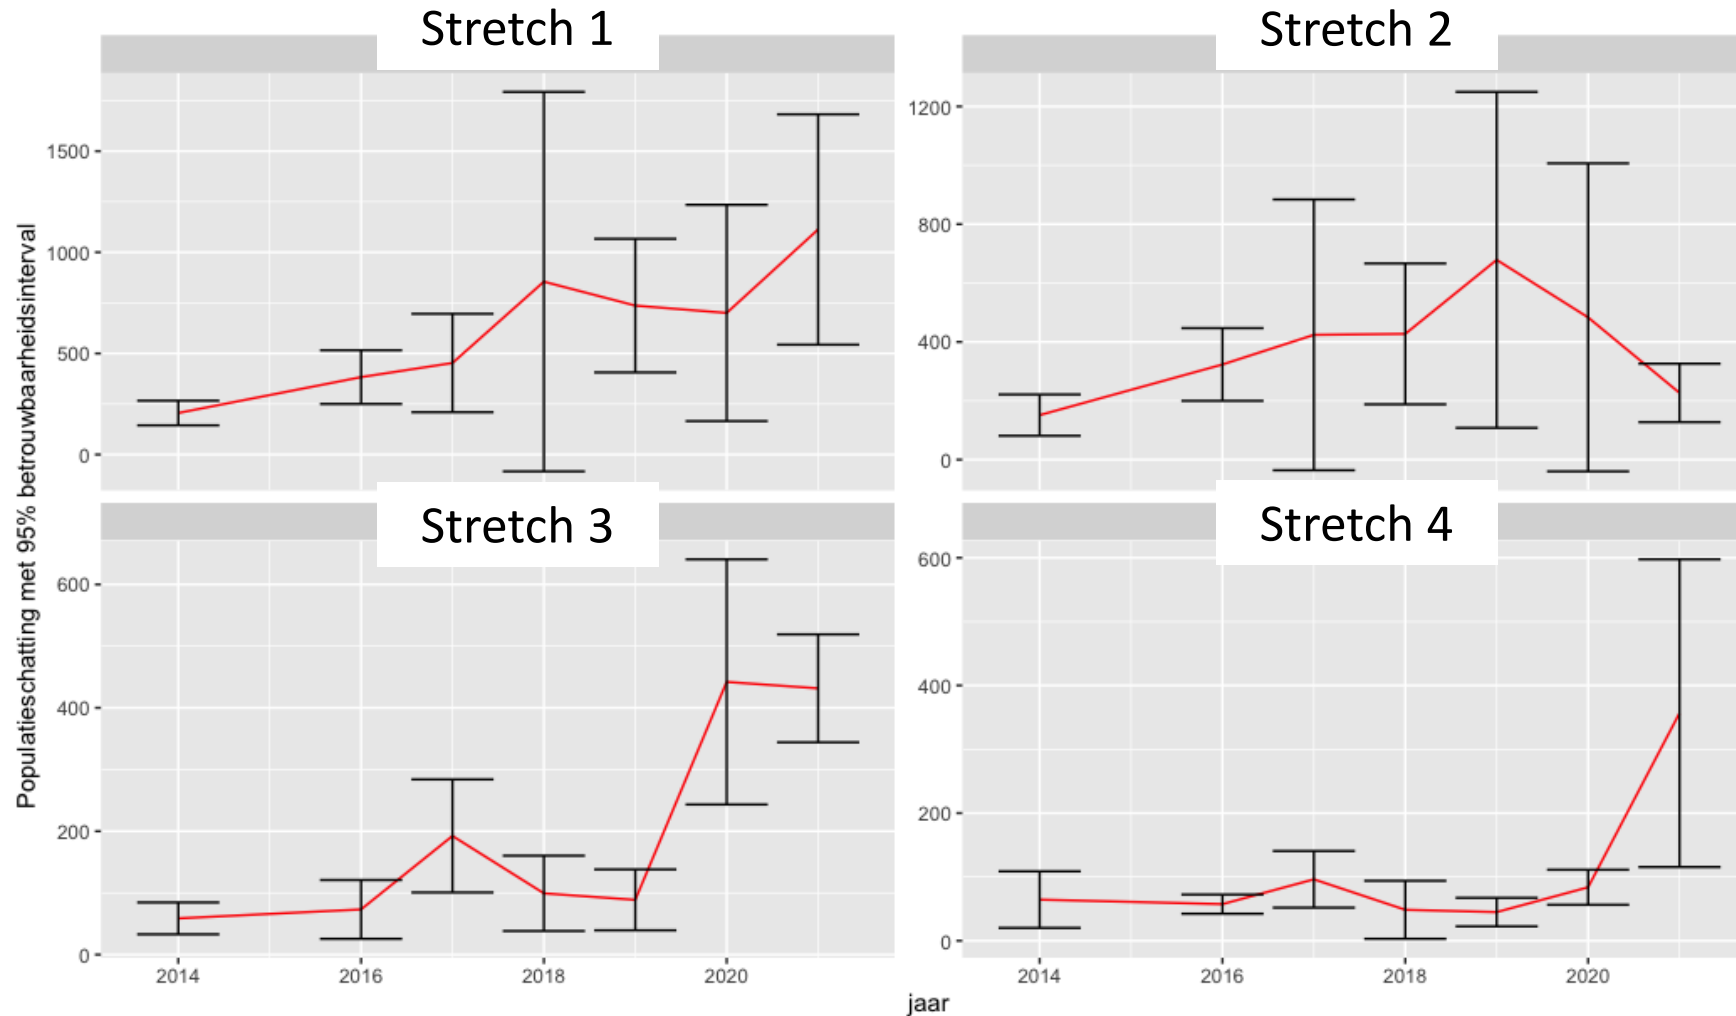 Stretch 1
Stretch 2
1500
1000
500
0
1200
800
400
0
Populatieschatting met 95% betrouwbaarheidsinterval
Stretch 3
Stretch 4
600
400
200
0
600
400
200
0
2014 2016 2018 2020
2014 2016 2018 2020
jaar